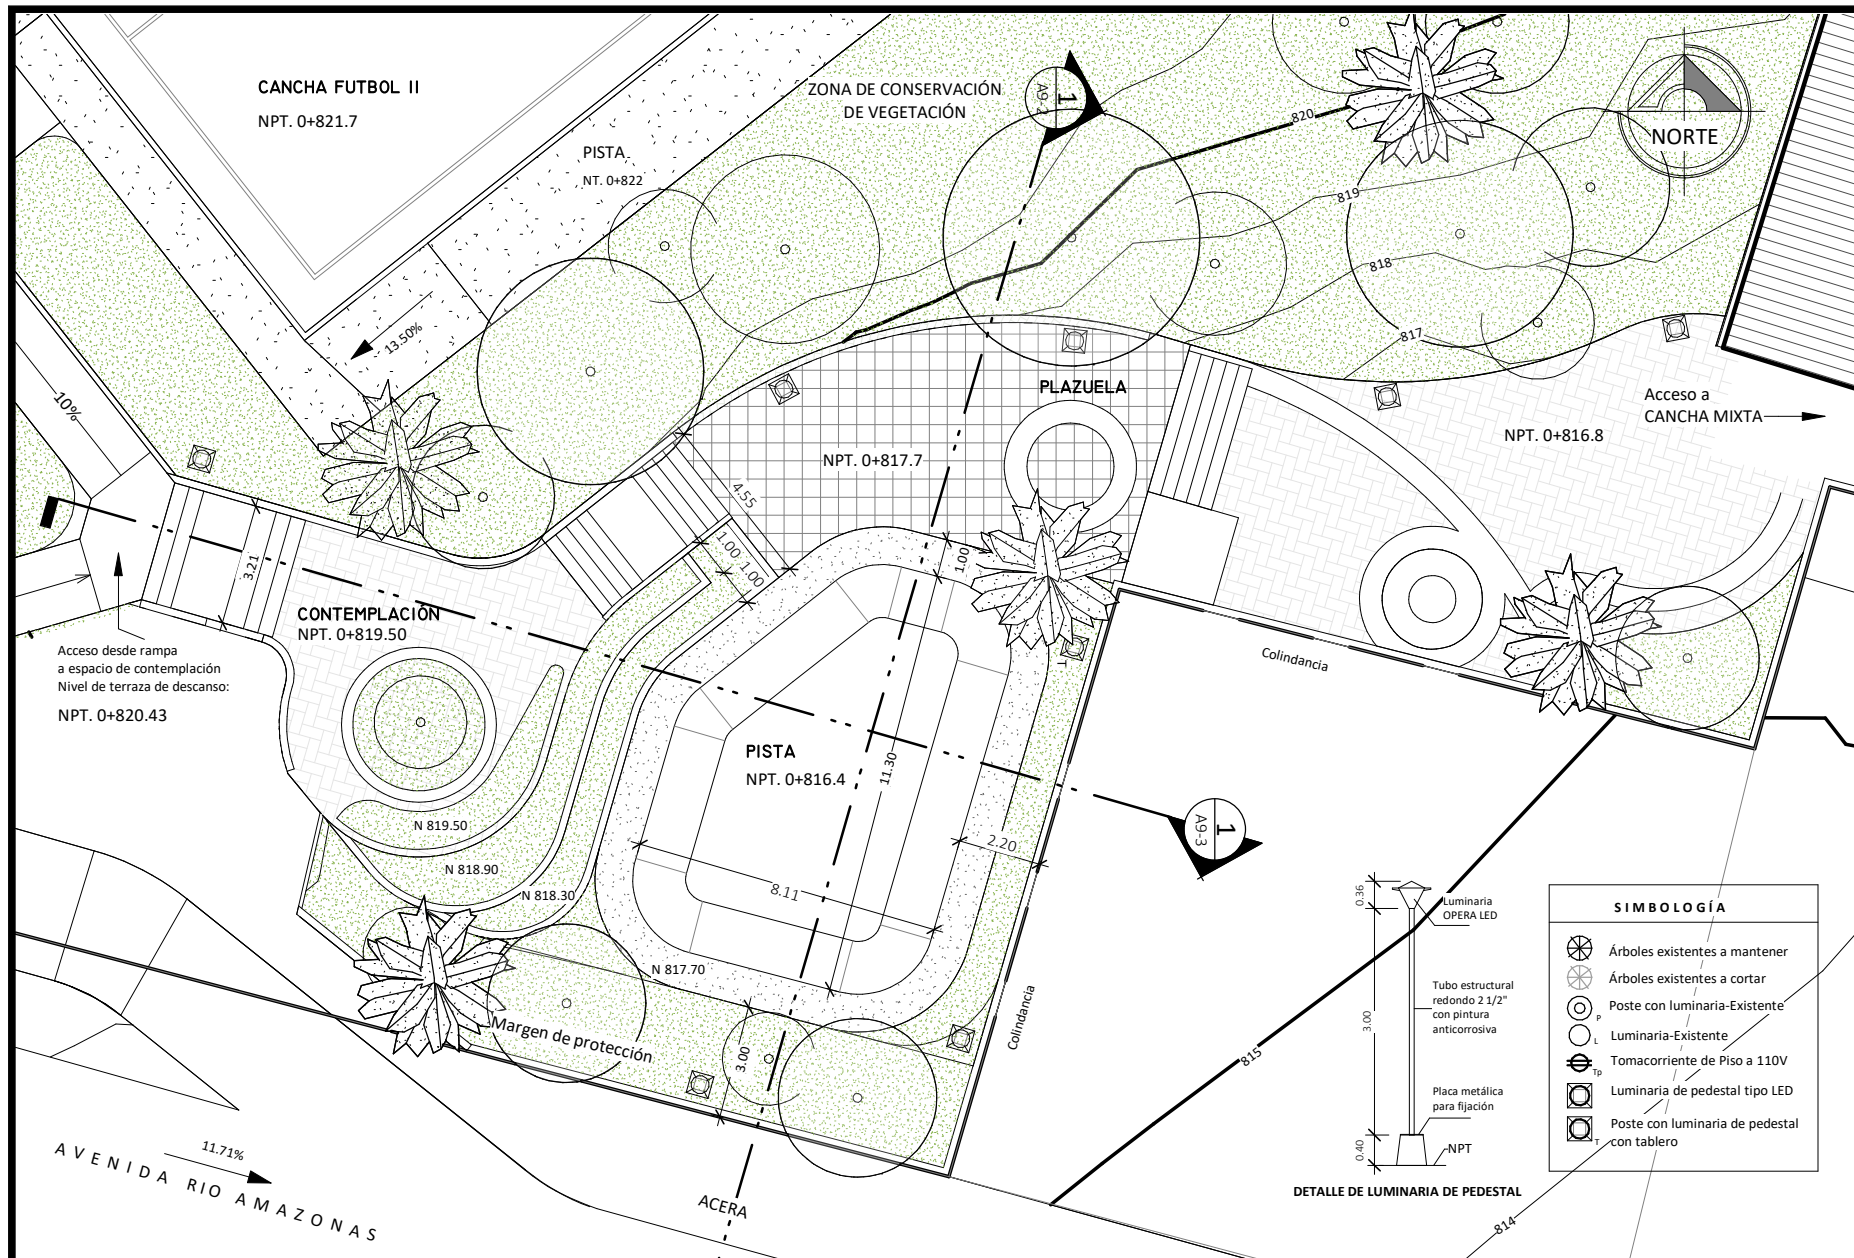 CANCHA FUTBOL II
NPT. 0+821.7
PISTA
NT. 0+822
ZONA DE CONSERVACIÓN
DE VEGETACIÓN
1
A9-2
820
819
818
817
NORTE
13.50%
10%
PLAZUELA
NPT. 0+817.7
4.55
1.00
1.00
1.00
3.21
Acceso a
CANCHA MIXTA
NPT. 0+816.8
CONTEMPLACIÓN
NPT. 0+819.50
Acceso desde rampa
a espacio de contemplación
Nivel de terraza de descanso:
NPT. 0+820.43
Colindancia
T
PISTA
NPT. 0+816.4
11.30
8.11
2.20
1
A9-3
N 819.50
N 818.90
N 818.30
N 817.70
Margen de protección
3.00
Colindancia
815
814
ACERA
11.71%
AVENIDA RIO AMAZONAS
0.36
3.00
0.40
Luminaria
OPERA LED
Tubo estructural
redondo 2 1/2"
con pintura
anticorrosiva
Placa metálica
para fijación
NPT
DETALLE DE LUMINARIA DE PEDESTAL
SIMBOLOGÍA
Árboles existentes a mantener
Árboles existentes a cortar
P Poste con luminaria-Existente
L Luminaria-Existente
Tp Tomacorriente de Piso a 110V
Luminaria de pedestal tipo LED
Poste con luminaria de pedestal
T con tablero